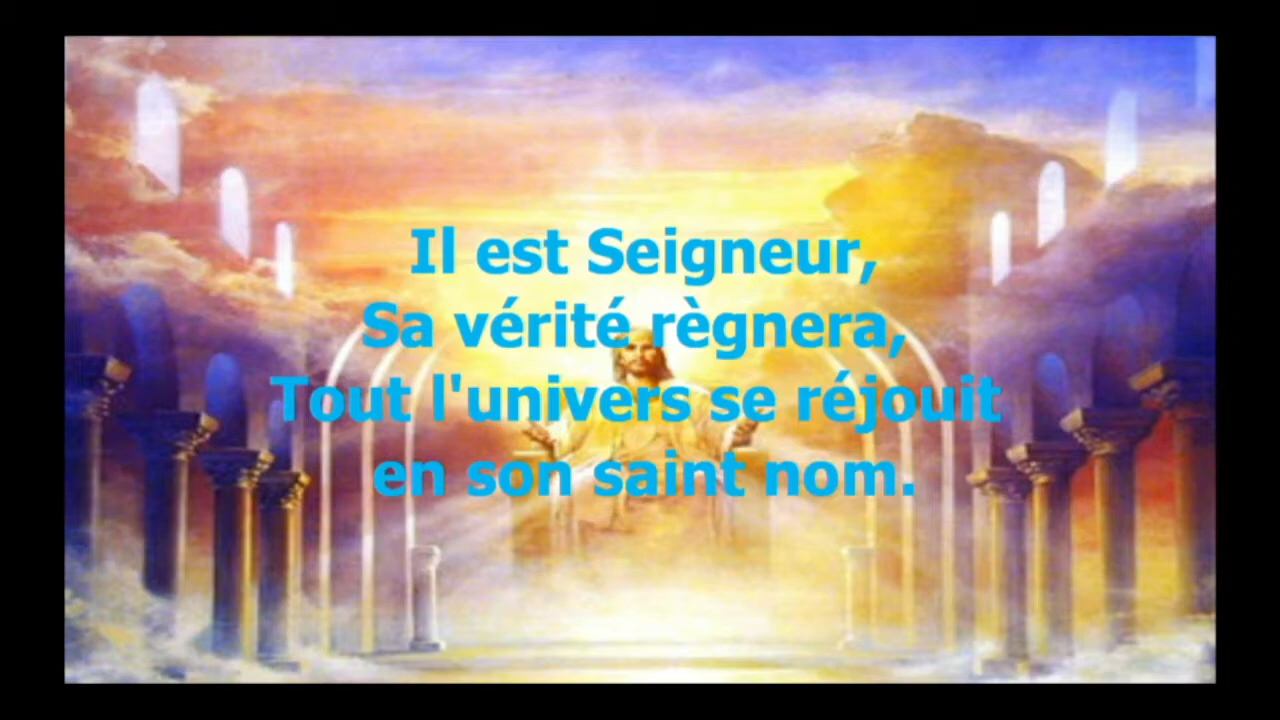 Il est Seigneur,
Sa vérité règnera,
Tout l'univers se réjouit
en son saint nom.